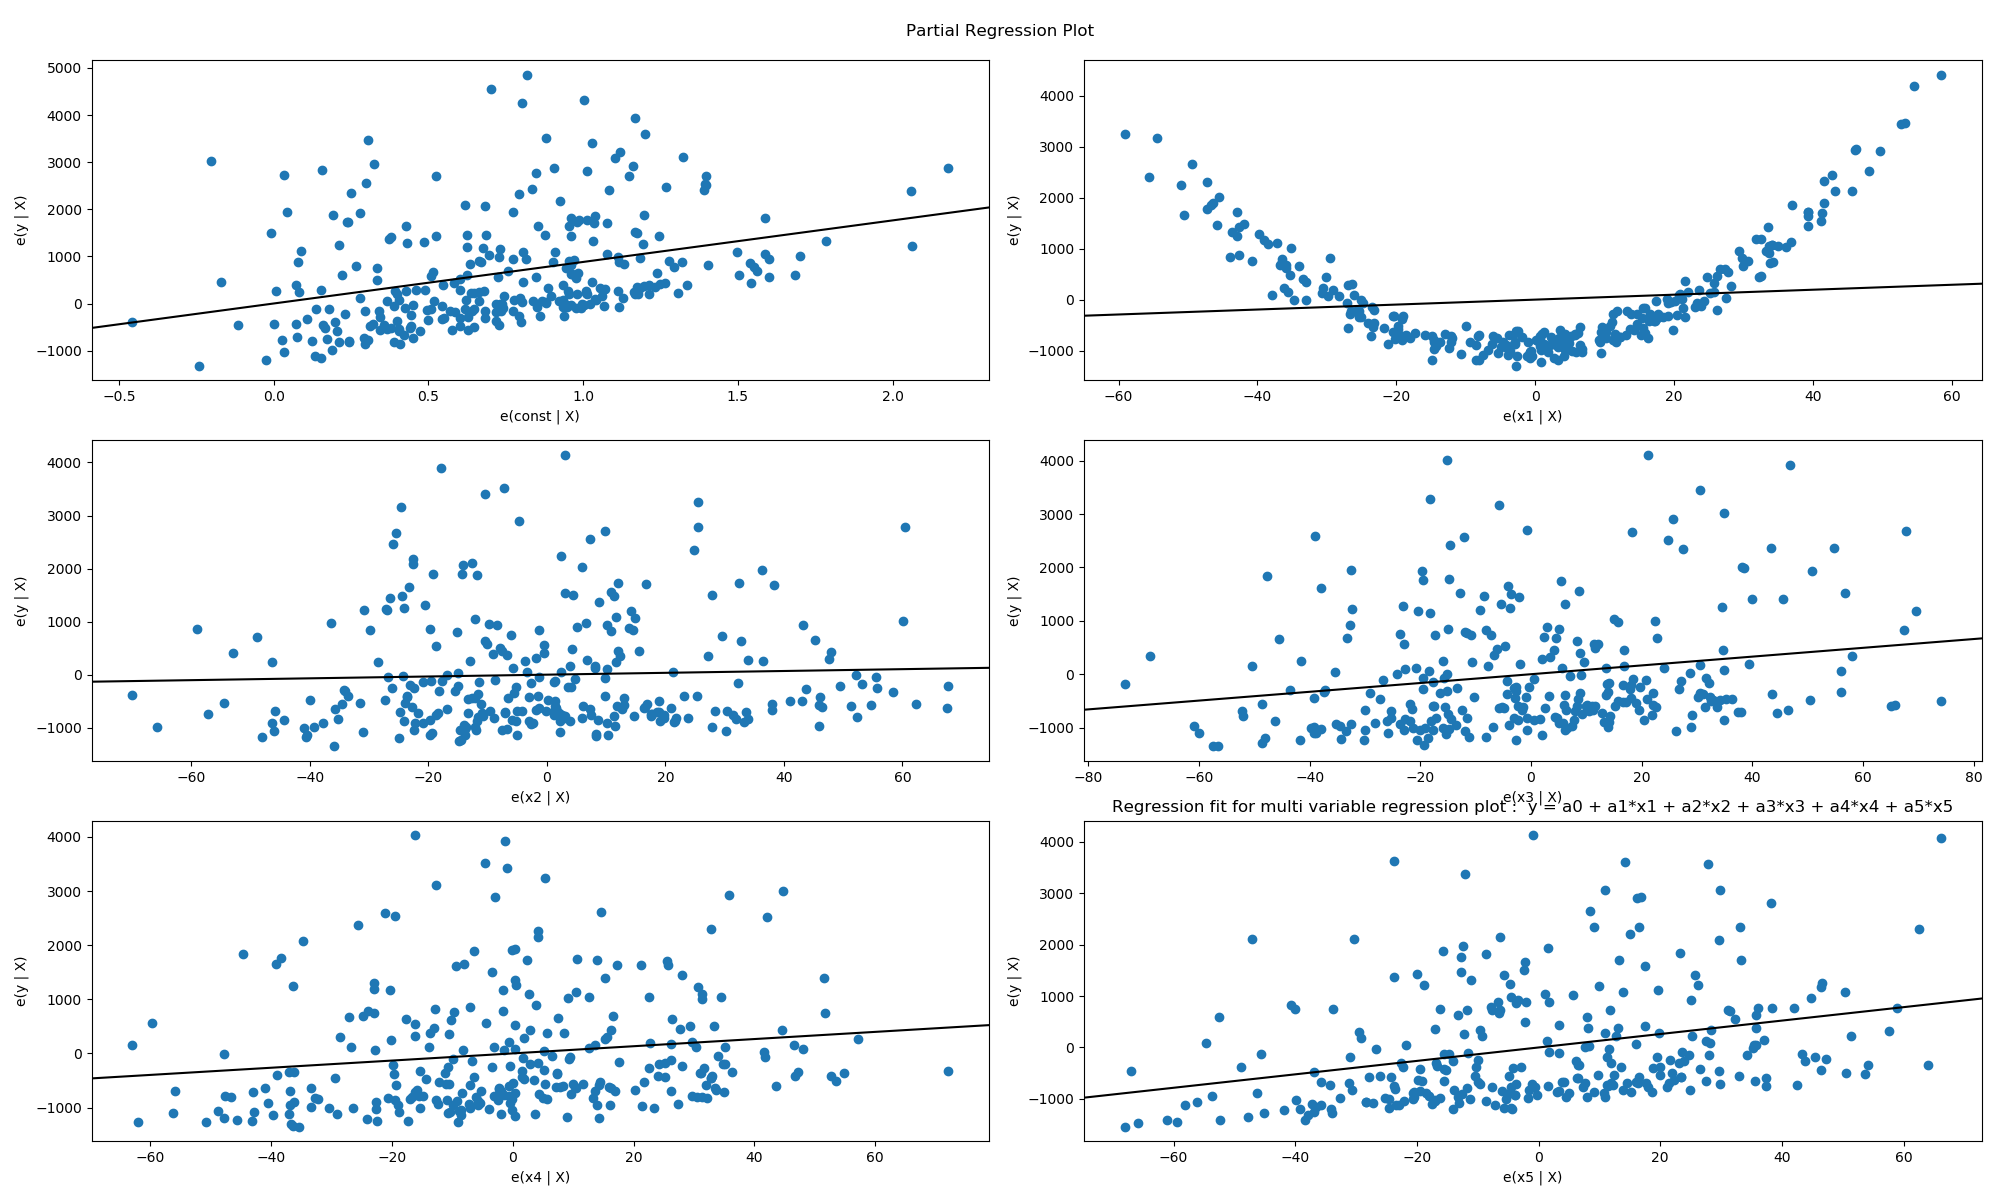 Partial Regression Plot
5000
4000
3000
2000
1000
0
−1000
−0.5 0.0 0.5 1.0 1.5 2.0
e(const | X)
e(y | X)
4000
3000
2000
1000
0
−1000
−60 −40 −20 0 20 40 60
e(x1 | X)
e(y | X)
4000
3000
2000
1000
0
−1000
−60 −40 −20 0 20 40 60
e(x2 | X)
e(y | X)
4000
3000
2000
1000
0
−1000
−80 −60 −40 −20 0 20 40 60 80
e(x3 | X)
e(y | X)
4000
3000
2000
1000
0
−1000
−60 −40 −20 0 20 40 60
e(x4 | X)
e(y | X)
Regression fit for multi variable regression plot : y = a0 + a1*x1 + a2*x2 + a3*x3 + a4*x4 + a5*x5
4000
3000
2000
1000
0
−1000
−60 −40 −20 0 20 40 60
e(x5 | X)
e(y | X)